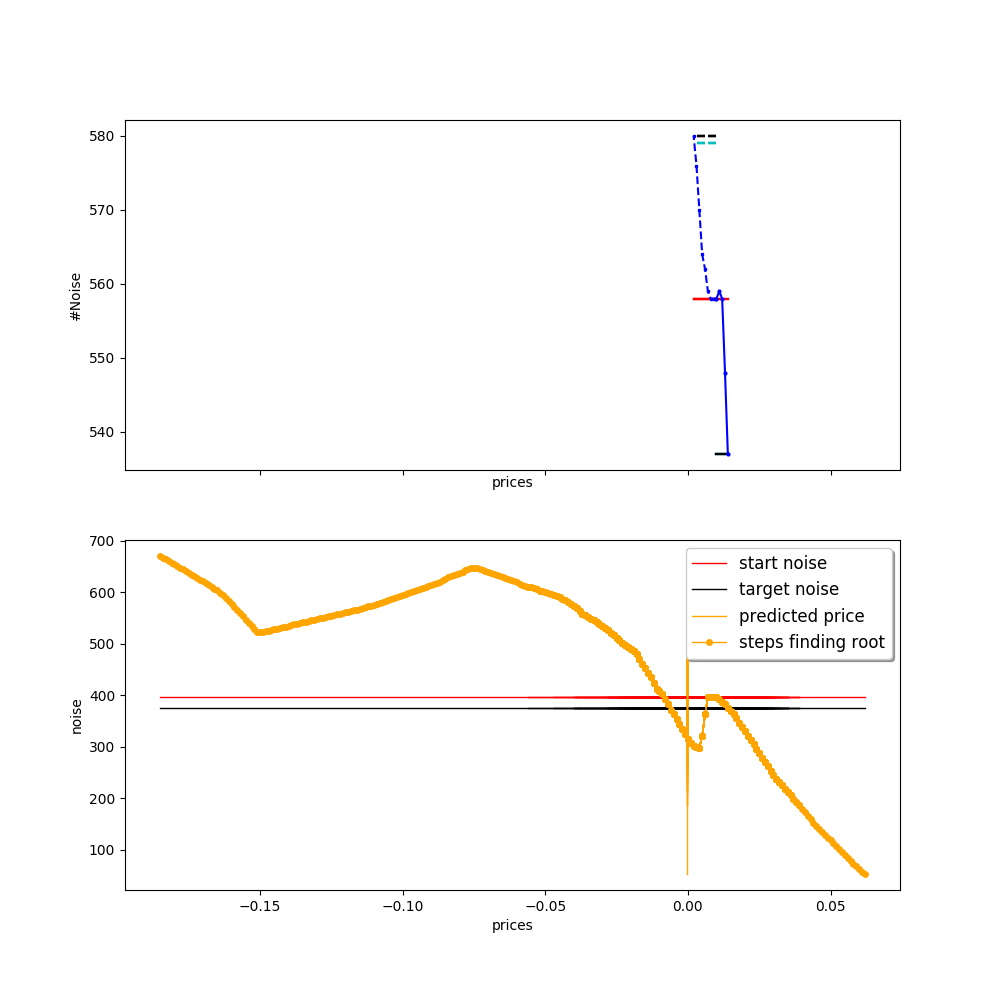 580
570
560
550
540
#Noise
prices
700
600
500
400
300
200
100
noise
start noise
target noise
predicted price
steps finding root
−0.15 −0.10 −0.05 0.00 0.05
prices